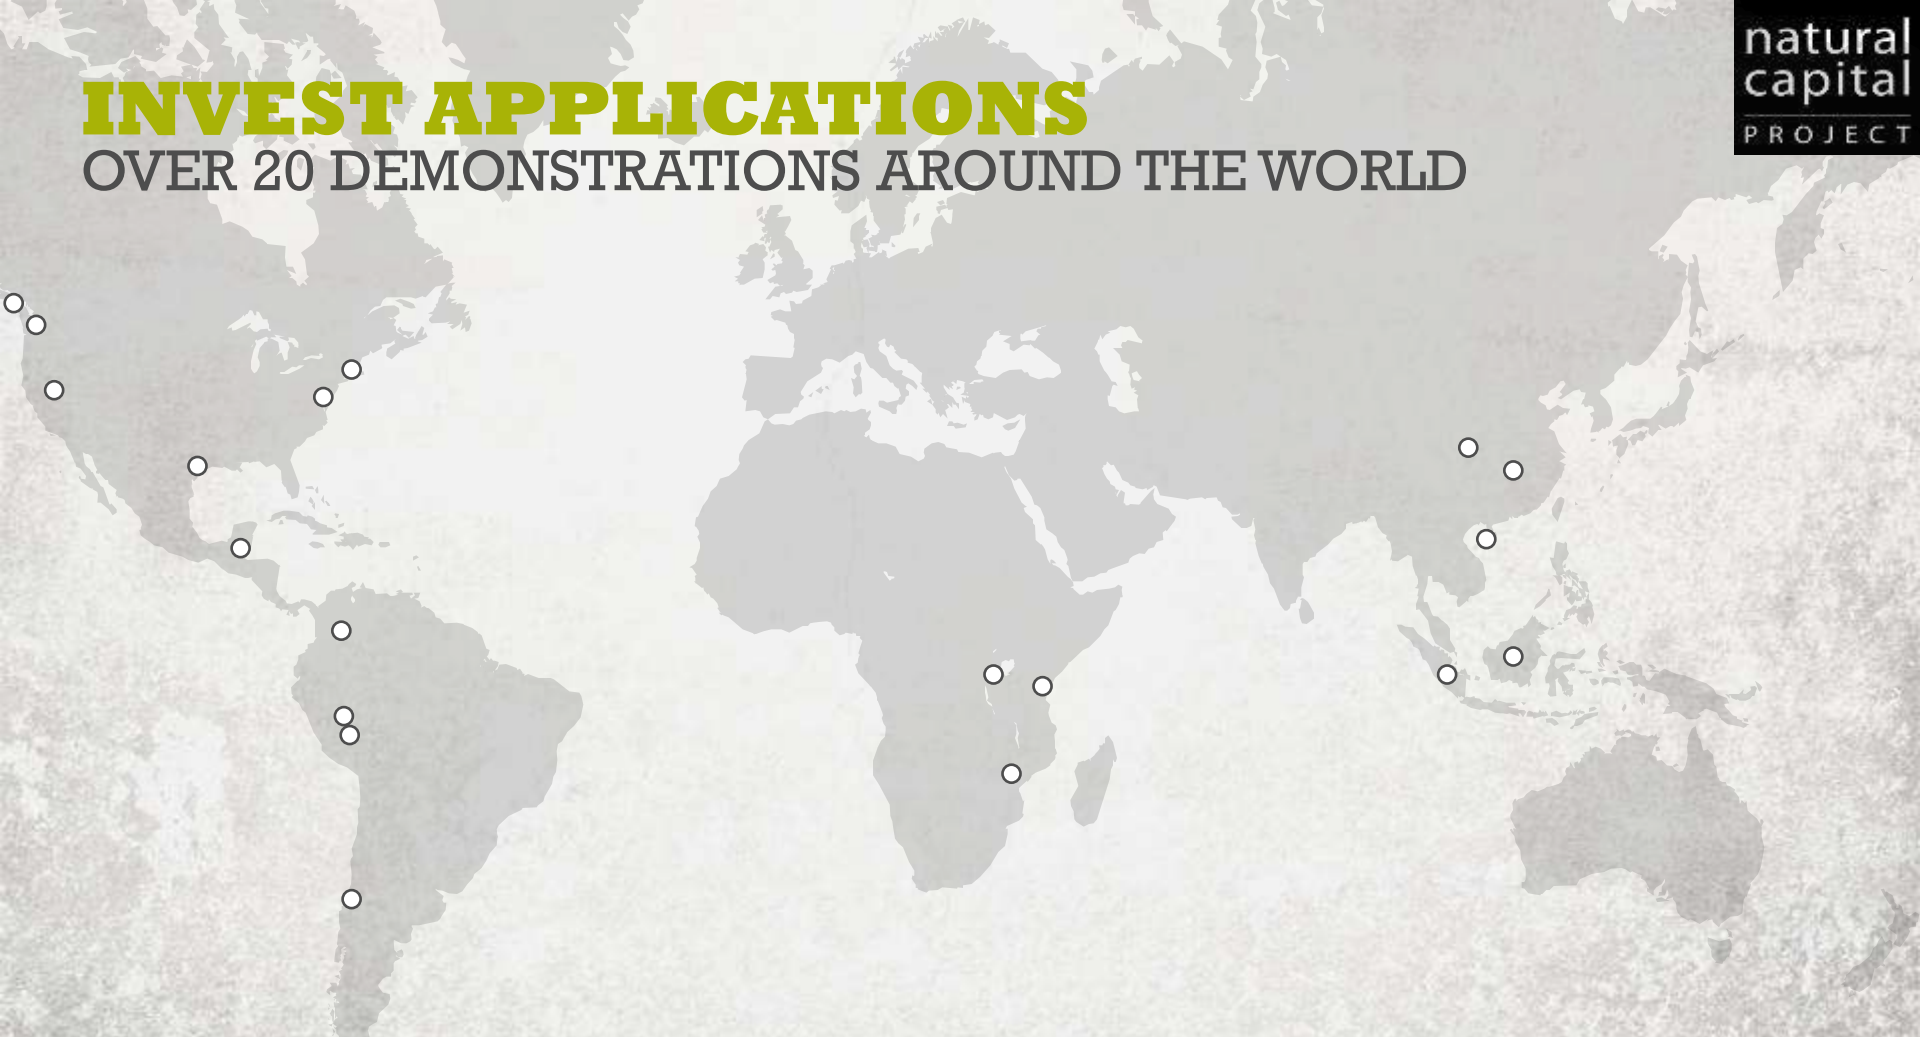 INVEST APPLICATIONS
OVER 20 DEMONSTRATIONS AROUND THE WORLD
natural
capital
PROJECT